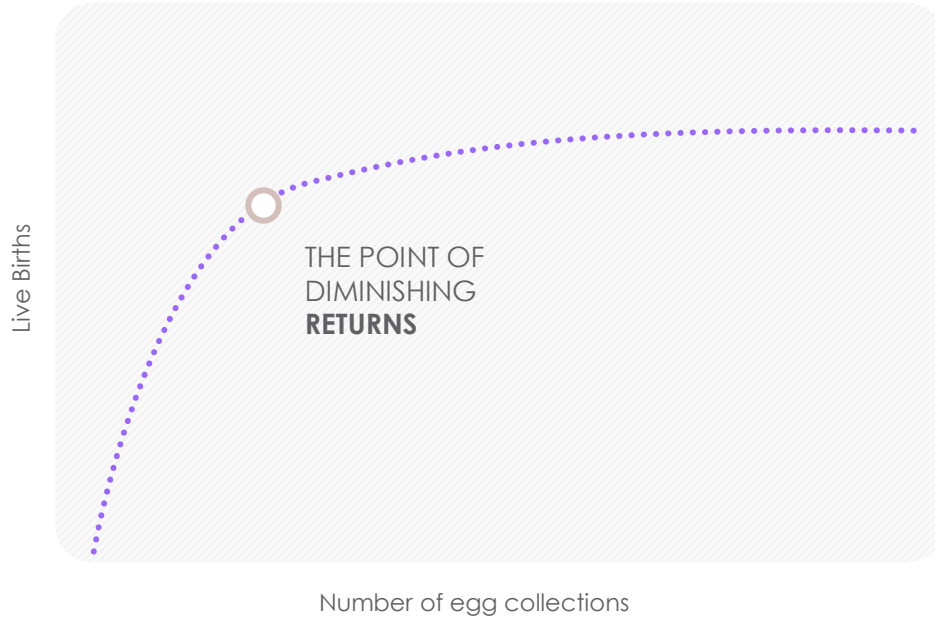 Live Births
THE POINT OF
DIMINISHING
RETURNS
Number of egg collections